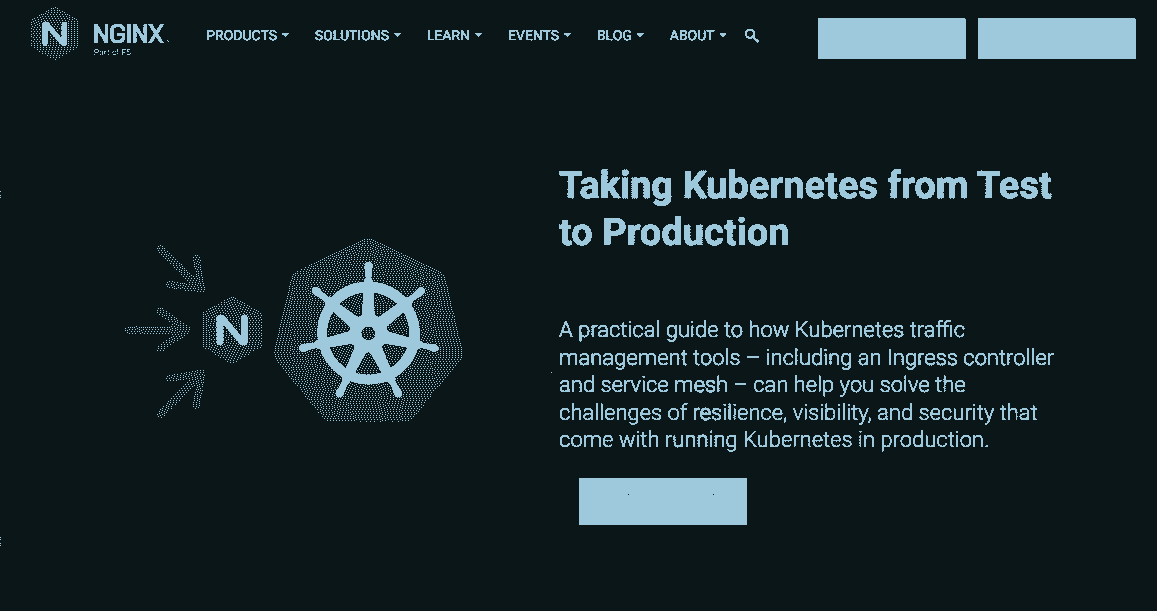 NGINX
Part of F5
PRODUCTS SOLUTIONS LEARN EVENTS BLOG ABOUT
Taking Kubernetes from Test
to Production
A practical guide to how Kubernetes traffic
management tools – including an Ingress controller
and service mesh – can help you solve the
challenges of resilience, visibility, and security that
come with running Kubernetes in production.
N